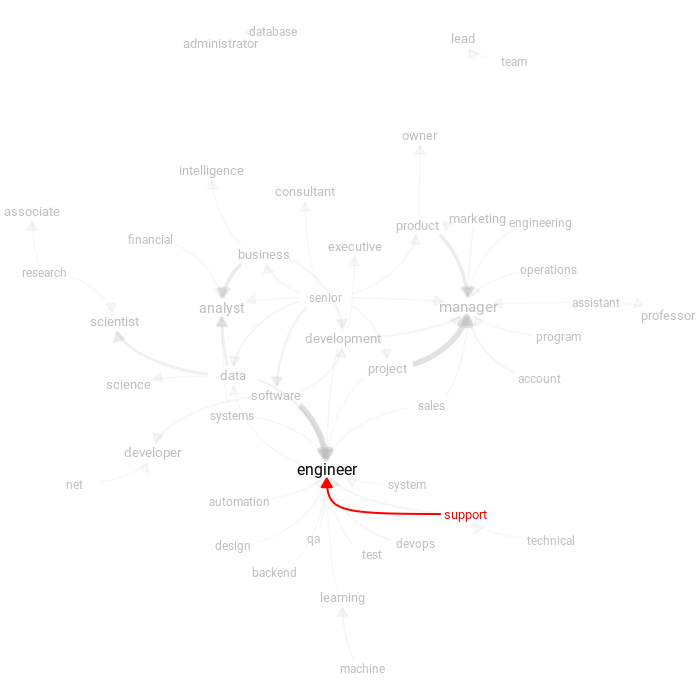 database
administrator
lead
team
owner
intelligence
consultant
associate
product
marketing
engineering
financial
executive
business
research
operations
senior
assistant
analyst
manager
professor
scientist
development
program
project
data
account
science
software
sales
systems
developer
engineer
net
system
automation
support
qa
technical
design
devops
test
backend
learning
machine